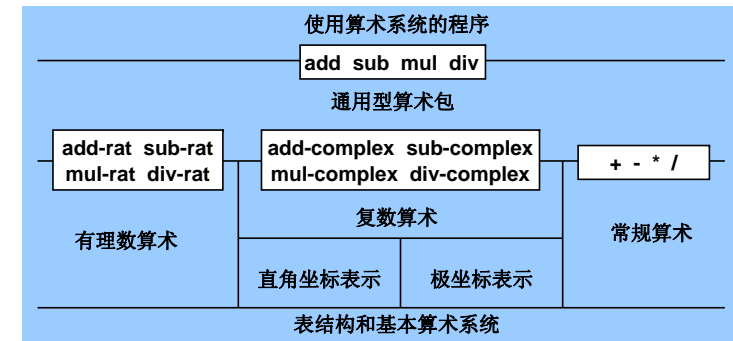 使用算术系统的程序
add sub mul div
通用型算术包
add-rat sub-rat
mul-rat div-rat
add-complex sub-complex
mul-complex div-complex
+ - * /
有理数算术
复数算术
常规算术
直角坐标表示
极坐标表示
表结构和基本算术系统